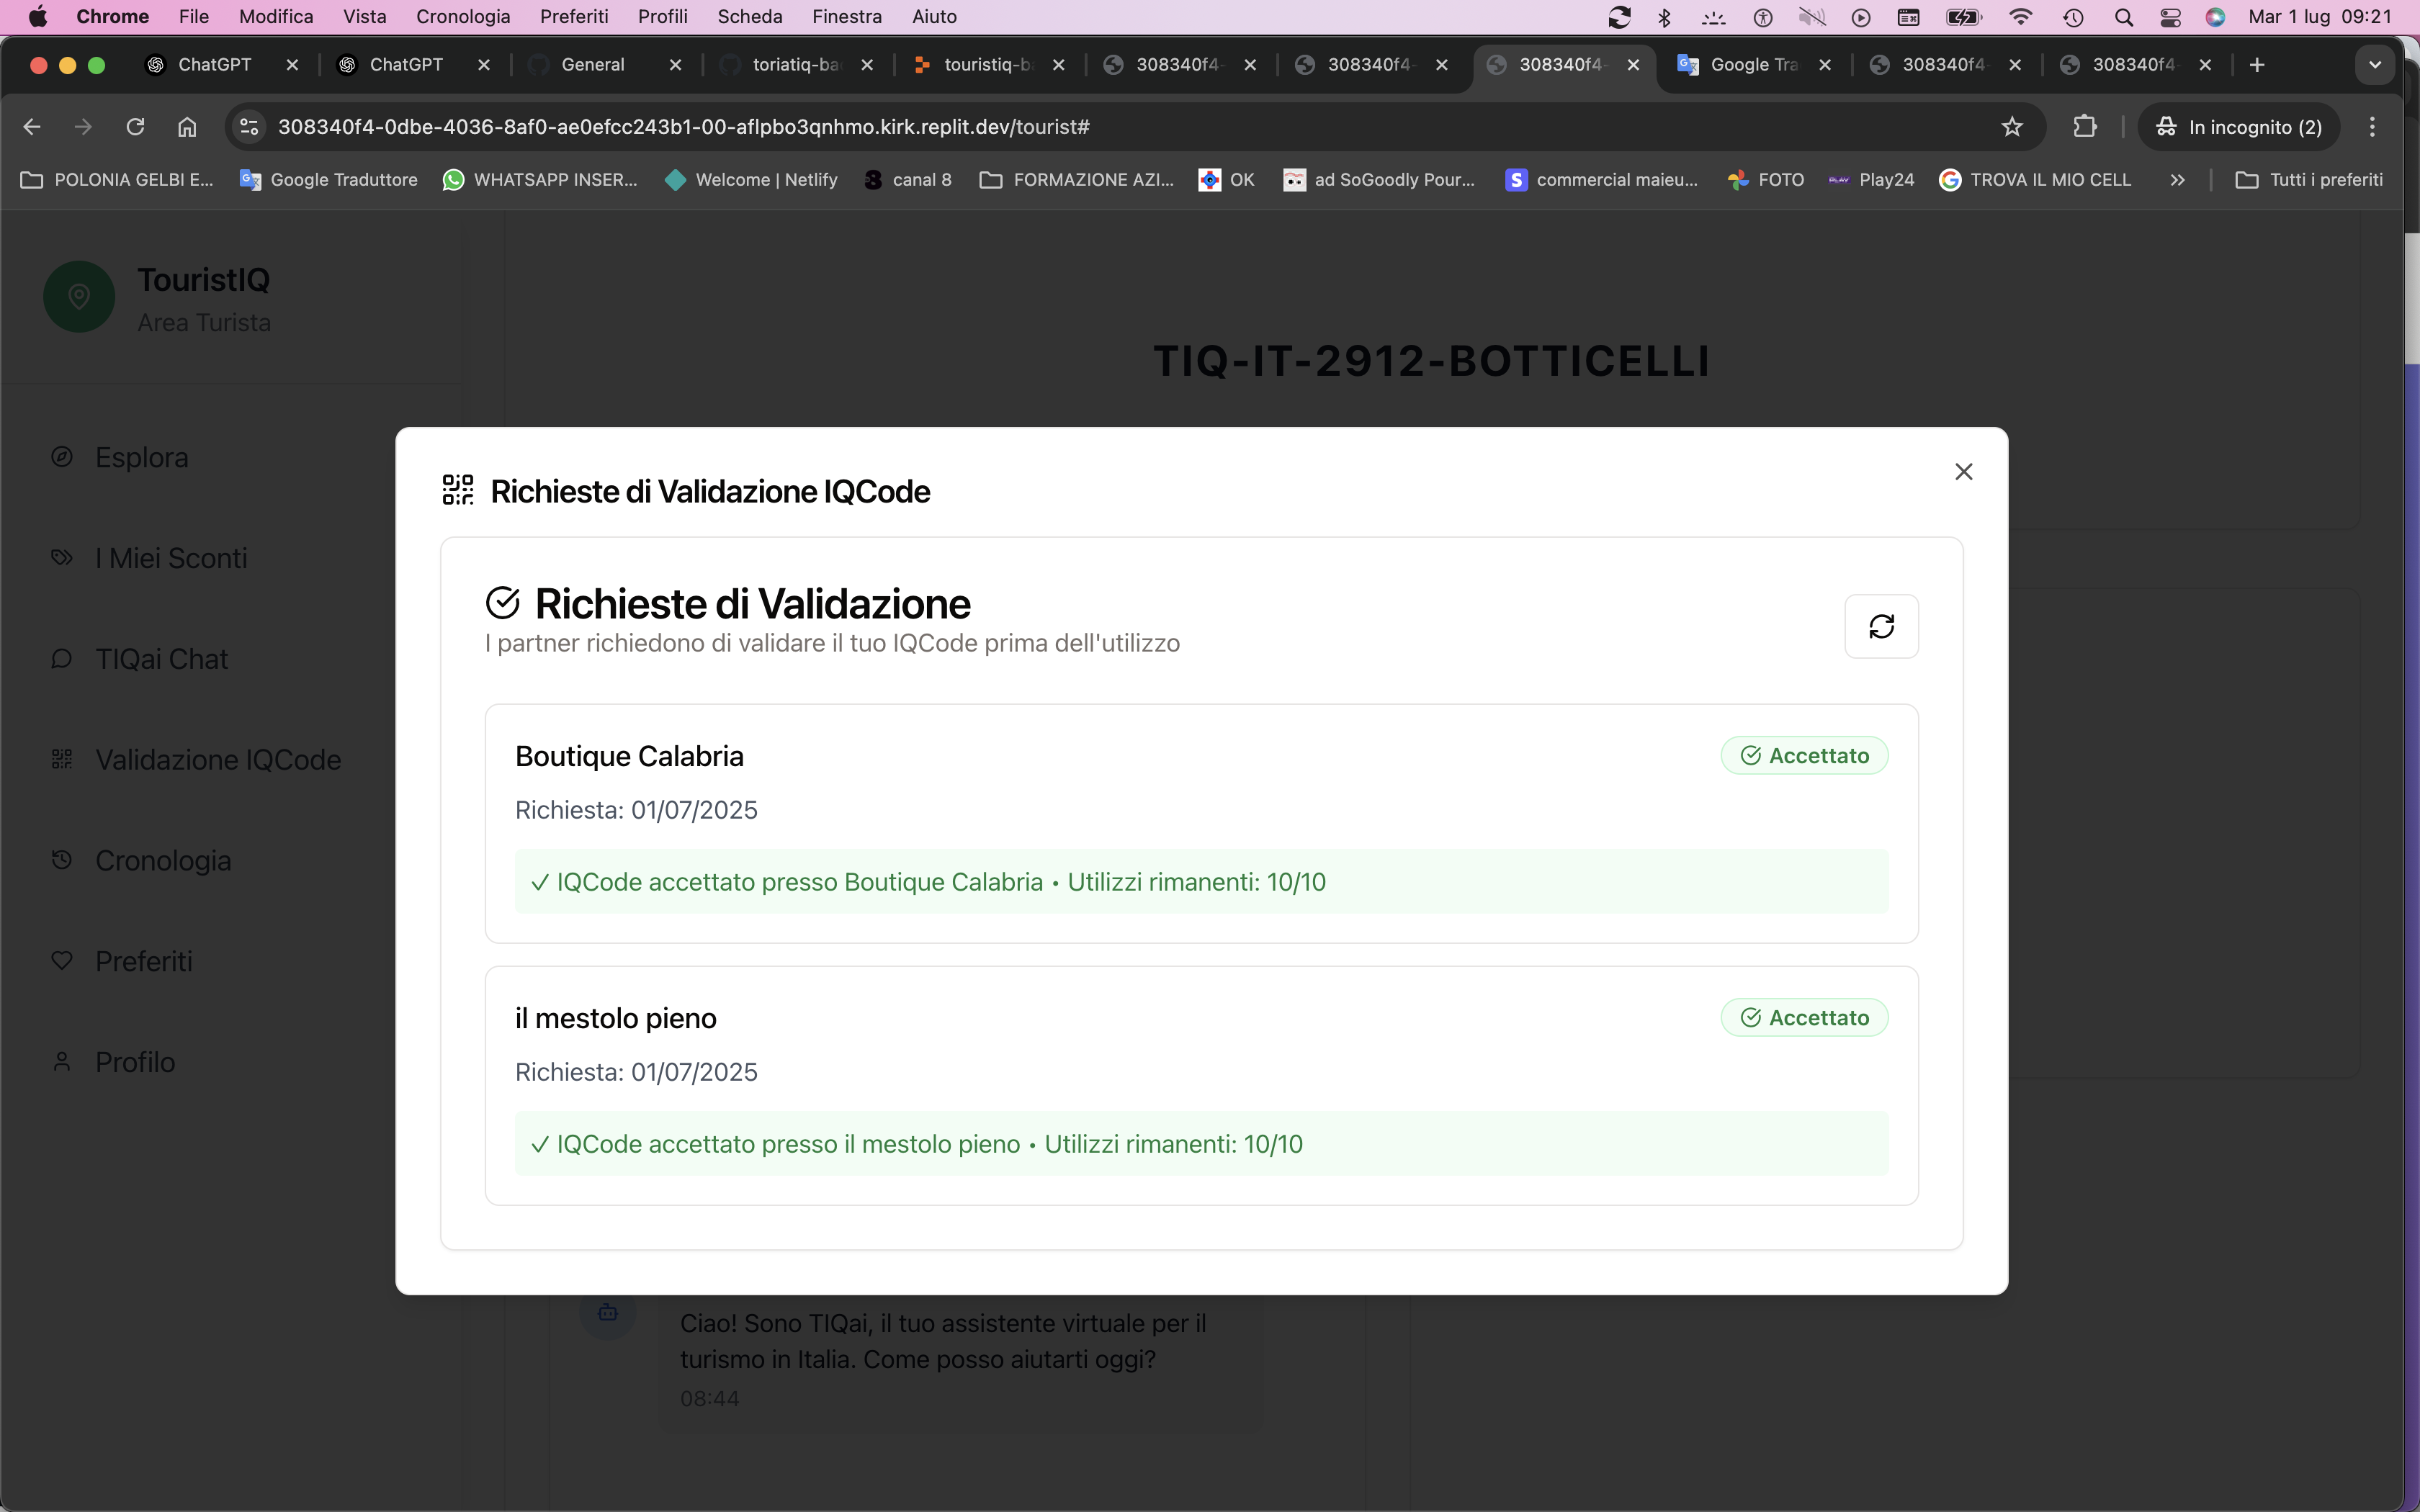 Chrome File Modifica Vista Cronologia Preferiti Profili Scheda Finestra Aiuto Mar 1 lug 09:21
ChatGPT ChatGPT General toriatiq-ba touristiq-b 308340f4- 308340f4- 308340f4- Google Tra 308340f4- 308340f4-
308340f4-0dbe-4036-8af0-ae0efcc243b1-00-aflpbo3qnhmo.kirk.replit.dev/tourist# In incognito (2)
POLONIA GELBI E... Google Traduttore WHATSAPP INSER... Welcome | Netlify canal 8 FORMAZIONE AZI... OK ad SoGoodly Pour... commercial maieu... FOTO Play24 TROVA IL MIO CELL Tutti i preferiti
TouristIQ
Area Turista
TIQ-IT-2912-BOTTICELLI
Esplora
I Miei Sconti
TIQai Chat
Validazione IQCode
Cronologia
Preferiti
Profilo
Richieste di Validazione IQCode
Richieste di Validazione
I partner richiedono di validare il tuo IQCode prima dell'utilizzo
Boutique Calabria Accettato
Richiesta: 01/07/2025
✓ IQCode accettato presso Boutique Calabria • Utilizzi rimanenti: 10/10
il mestolo pieno Accettato
Richiesta: 01/07/2025
✓ IQCode accettato presso il mestolo pieno • Utilizzi rimanenti: 10/10
Ciao! Sono TIQai, il tuo assistente virtuale per il
turismo in Italia. Come posso aiutarti oggi?
08:44